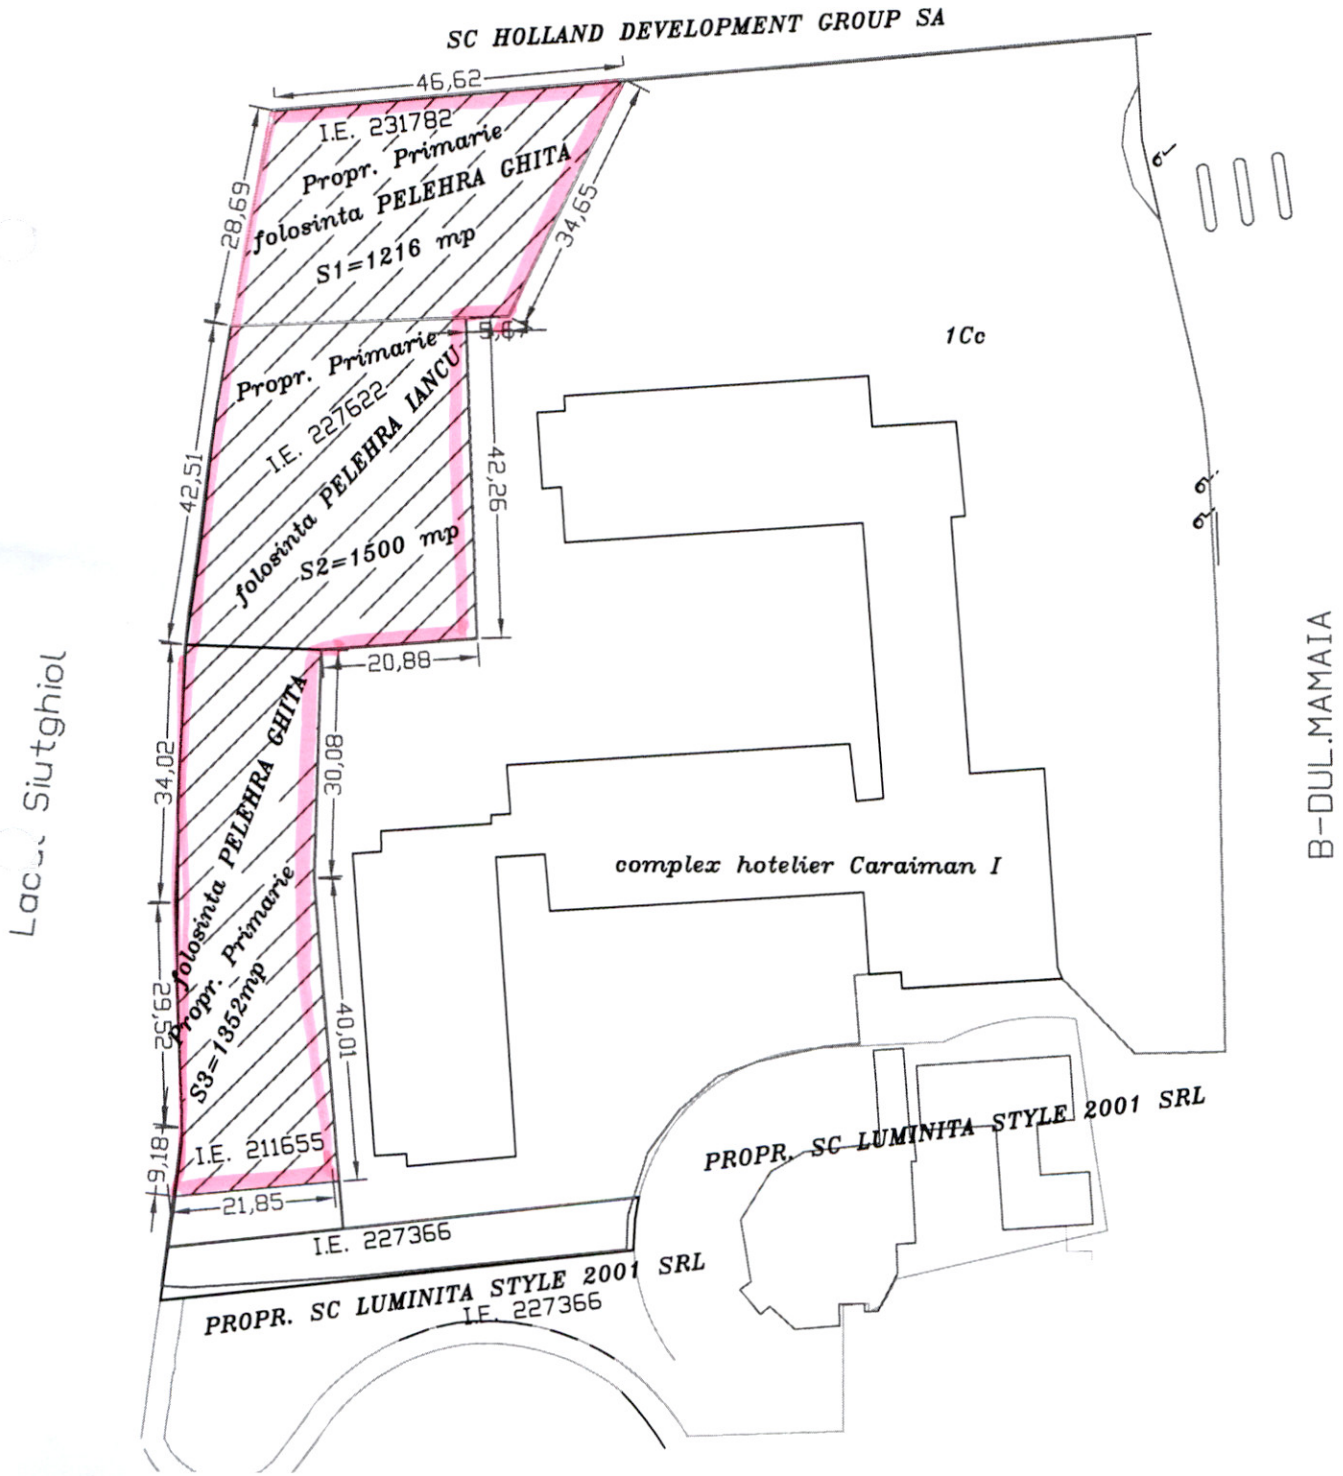 SC HOLLAND DEVELOPMENT GROUP SA
46,62
I.E. 231782
Propr. Primarie
folosinta PELEHRA GHITA
S1=1216 mp
28,69
34,65
5,67
1Cc
Propr. Primarie
I.E. 227622
folosinta PELEHRA IANCU
S2=1500 mp
42,51
42,26
20,88
Siutghiol
B-DUL.MAMAIA
34,02
30,08
folosinta PELEHRA GHITA
Propr. Primarie
S3=1352mp
complex hotelier Caraiman I
29,52
40,01
9,18
I.E. 211655
21,85
PROPR. SC LUMINITA STYLE 2001 SRL
I.E. 227366
PROPR. SC LUMINITA STYLE 2001 SRL
I.E. 227366